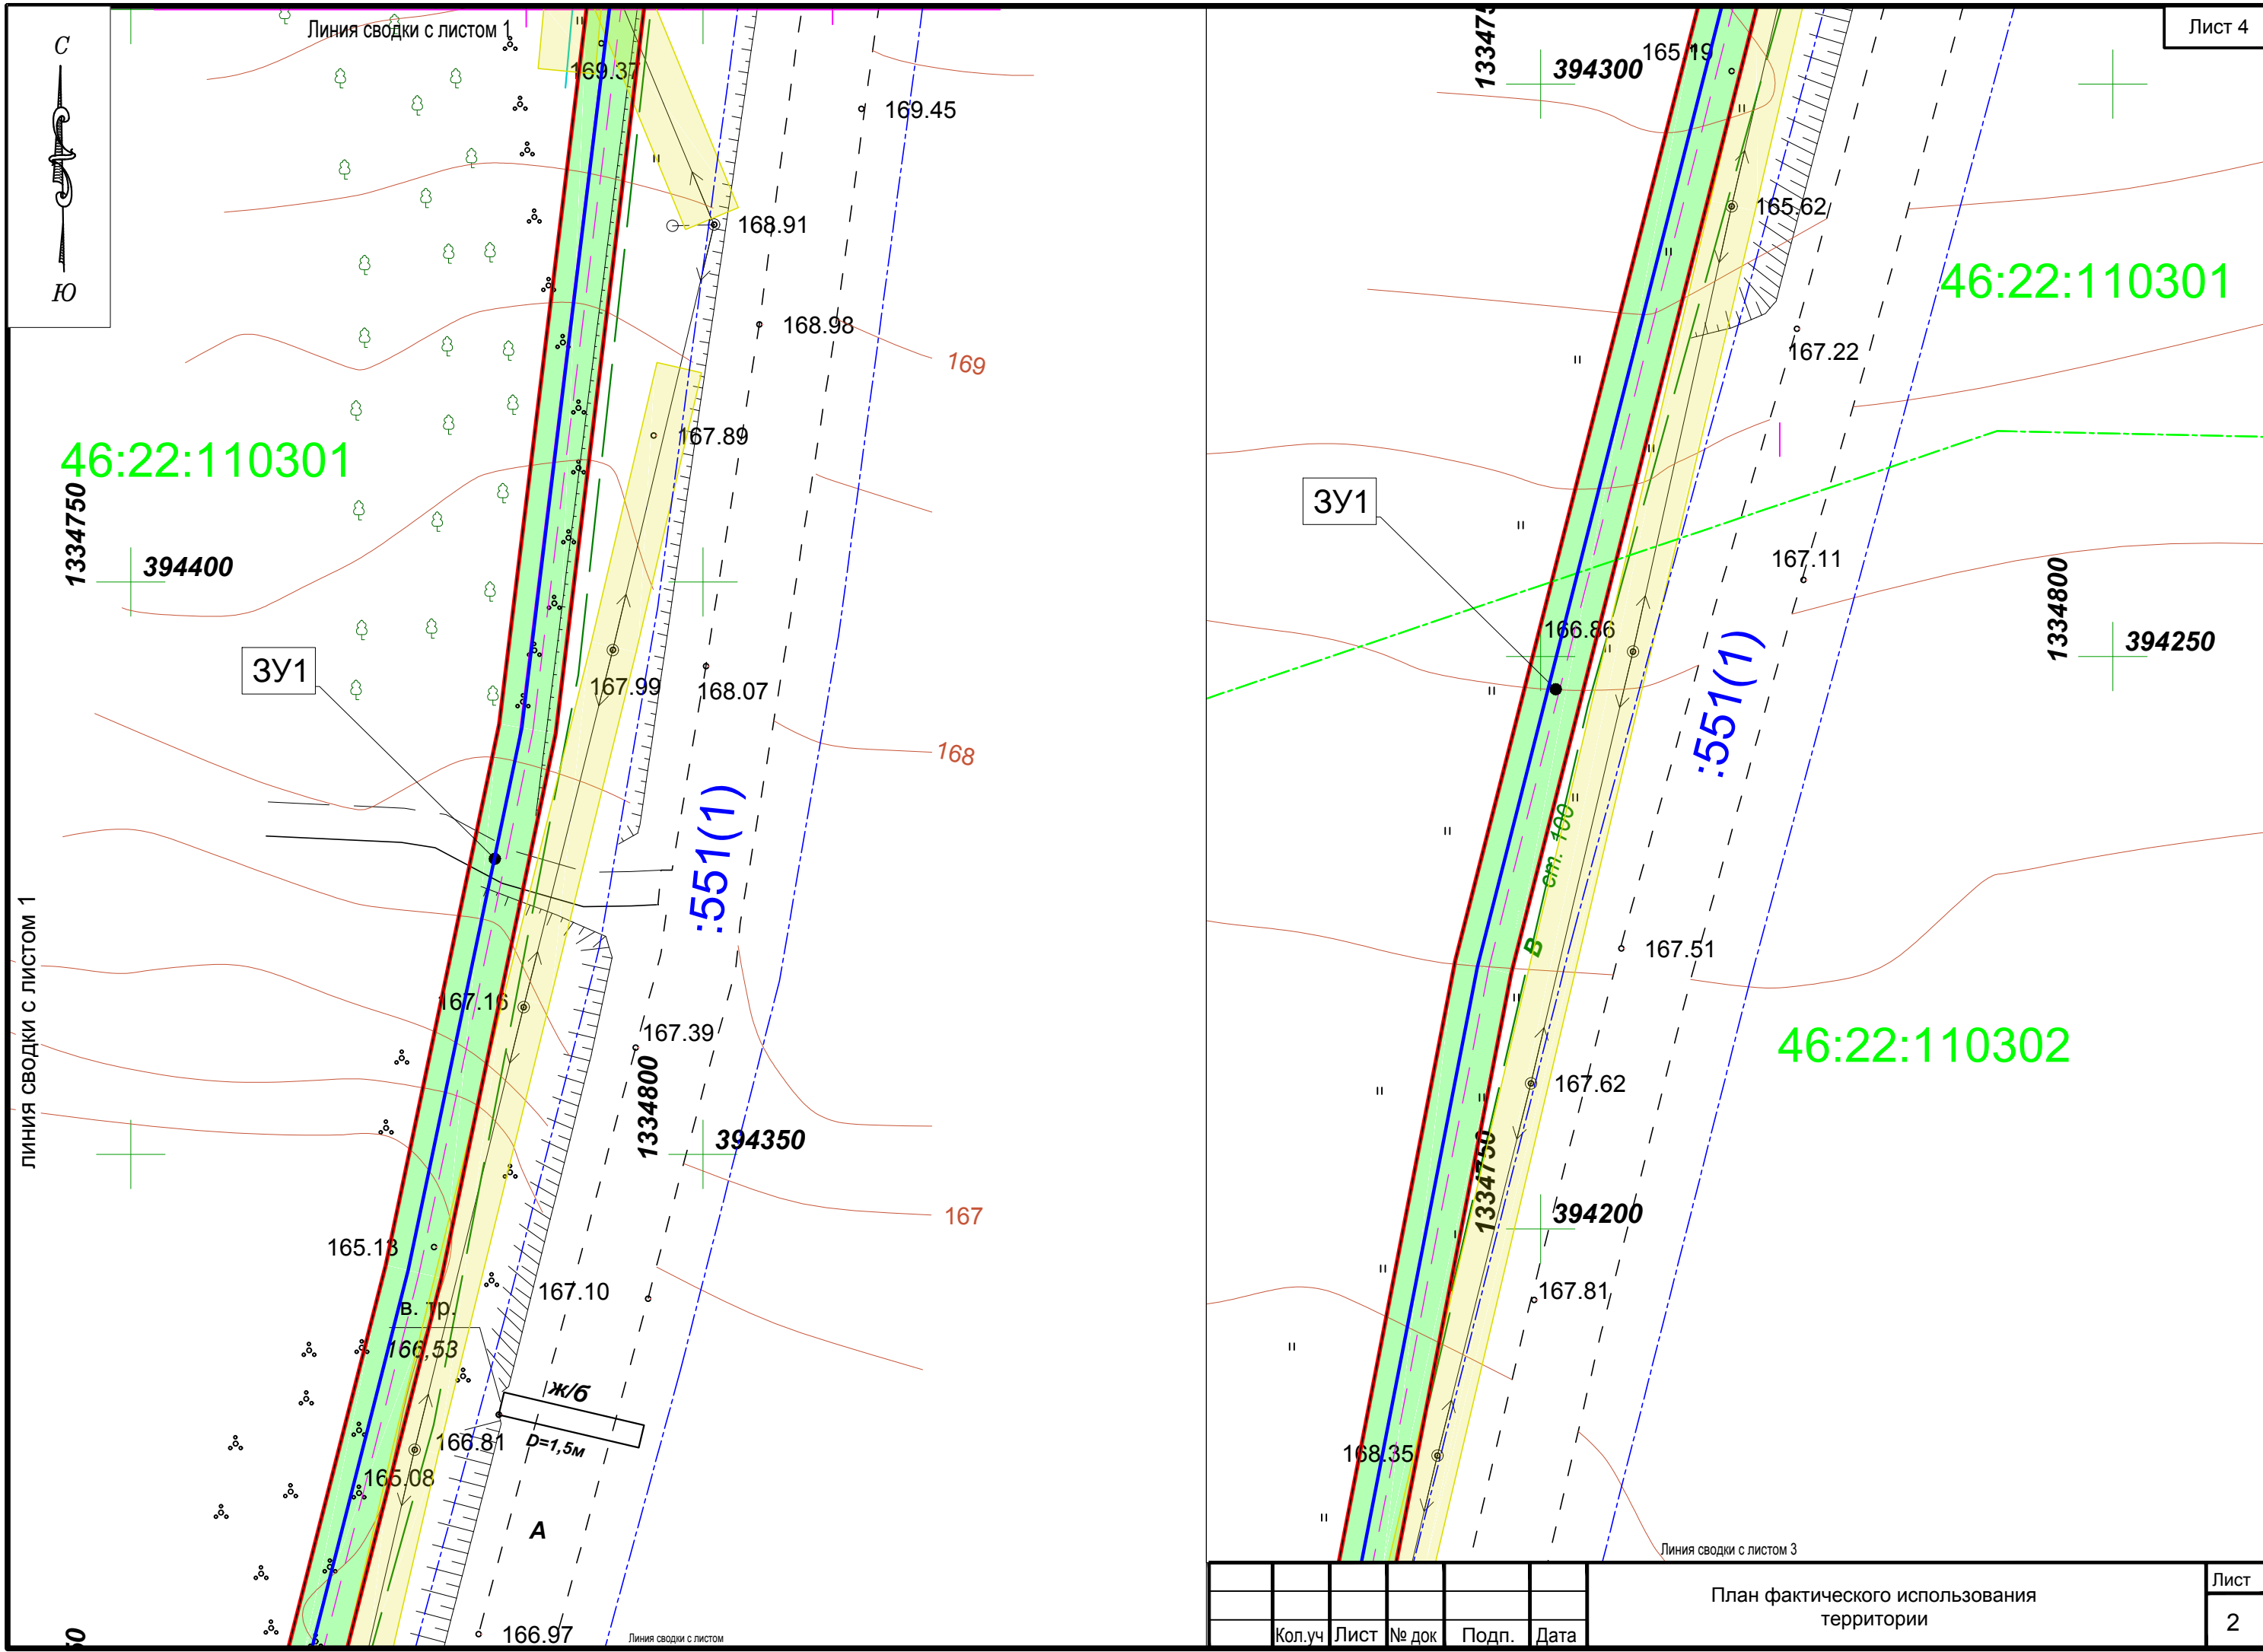 Линия сводки с листом 1
С
Ю
169.37
169.45
168.91
168.98
169
167.89
46:22:110301
1334750
394400
ЗУ1
167.99
168.07
168
:551(1)
линия сводки с листом 1
167.16
167.39
1334800
394350
167
165.13
167.10
в. тр.
166,53
ж/б
D=1,5м
166.81
165.08
А
166.97
Линия сводки с листом
Лист 4
394300
165.19
165.62
46:22:110301
167.22
ЗУ1
167.11
1334800
394250
166.86
:551(1)
ст. 100
В
167.51
46:22:110302
167.62
1334750
394200
167.81
168.35
Линия сводки с листом 3
Кол.уч
Лист
№ док
Подп.
Дата
План фактического использования
территории
Лист
2